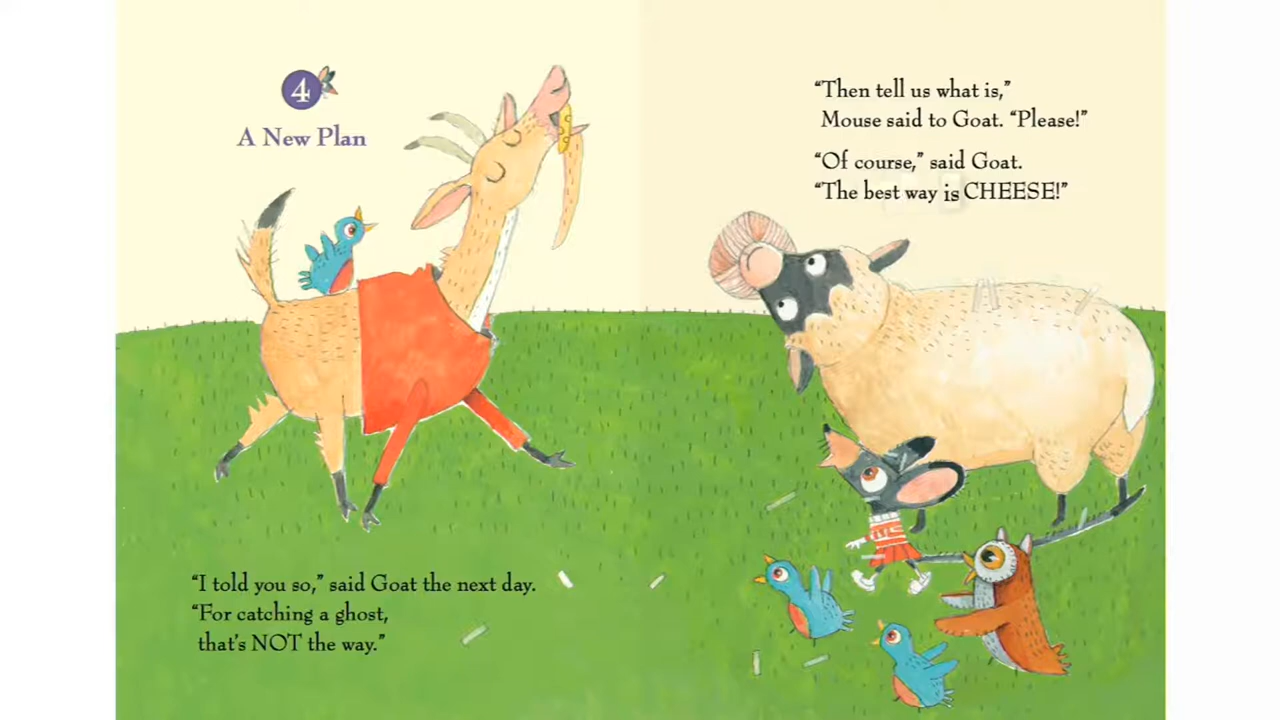 4
A New Plan
“I told you so,” said Goat the next day.
“For catching a ghost,
that’s NOT the way.”
“Then tell us what is,”
Mouse said to Goat. “Please!”
“Of course,” said Goat.
“The best way is CHEESE!”